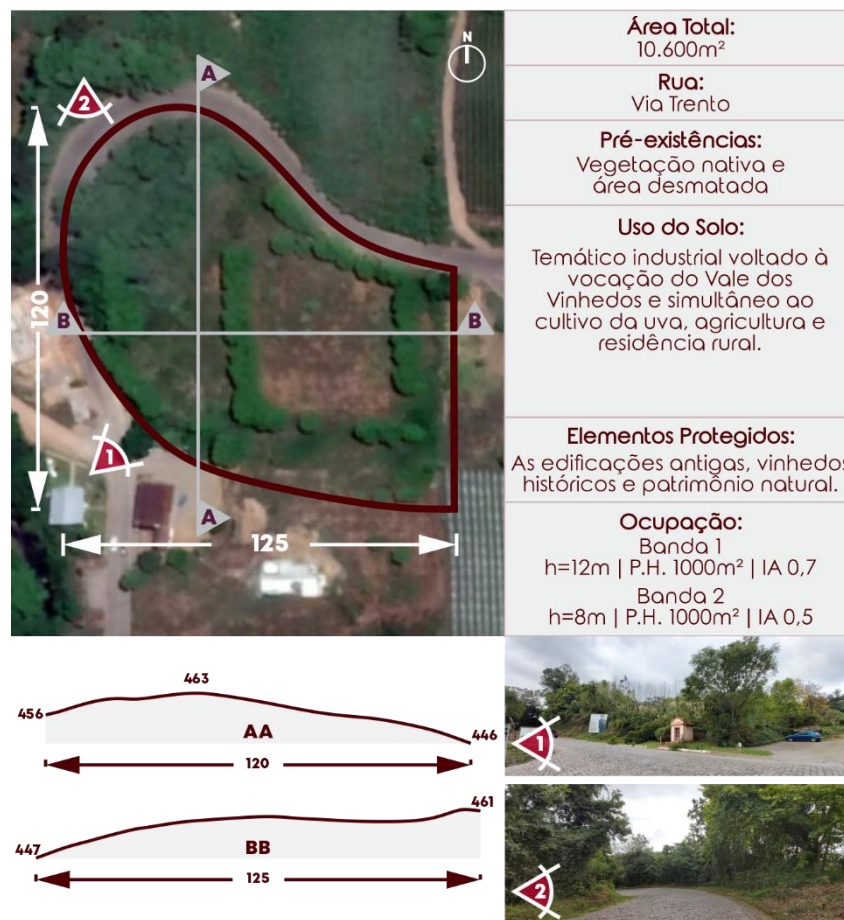 N
A
2
120
B
B
1
A
125
Área Total:
10.600m²
Rua:
Via Trento
Pré-existências:
Vegetação nativa e
área desmatada
Uso do Solo:
Temático industrial voltado à
vocação do Vale dos
Vinhedos e simultâneo ao
cultivo da uva, agricultura e
residência rural.
Elementos Protegidos:
As edificações antigas, vinhedos
históricos e patrimônio natural.
Ocupação:
Banda 1
h=12m | P.H. 1000m² | IA 0,7
Banda 2
h=8m | P.H. 1000m² | IA 0,5
463
456
AA
446
120
461
447
BB
125
1
2